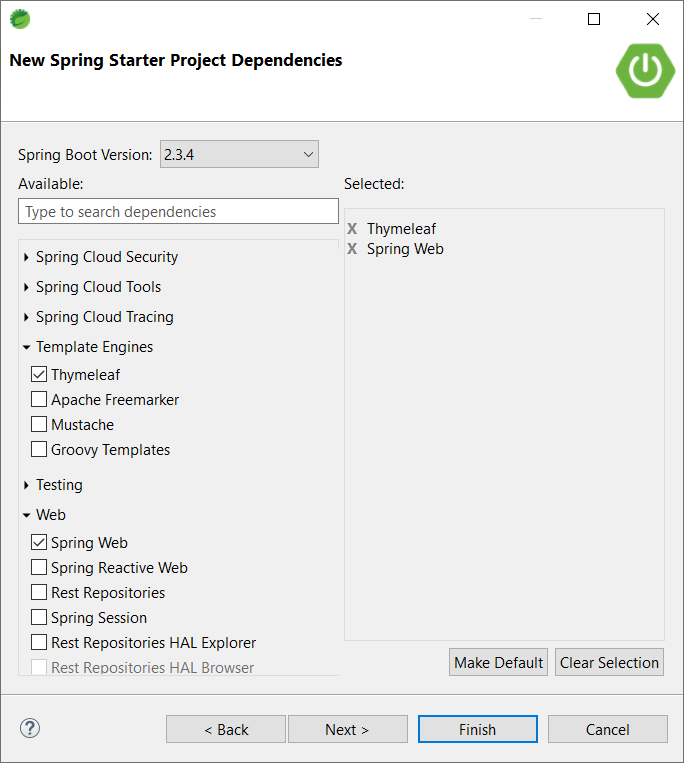 New Spring Starter Project Dependencies
Spring Boot Version: 2.3.4
Available:
Type to search dependencies
Spring Cloud Security
Spring Cloud Tools
Spring Cloud Tracing
Template Engines
Thymeleaf
Apache Freemarker
Mustache
Groovy Templates
Testing
Web
Spring Web
Spring Reactive Web
Rest Repositories
Spring Session
Rest Repositories HAL Explorer
Rest Repositories HAL Browser
Selected:
X Thymeleaf
X Spring Web
Make Default Clear Selection
? < Back Next > Finish Cancel